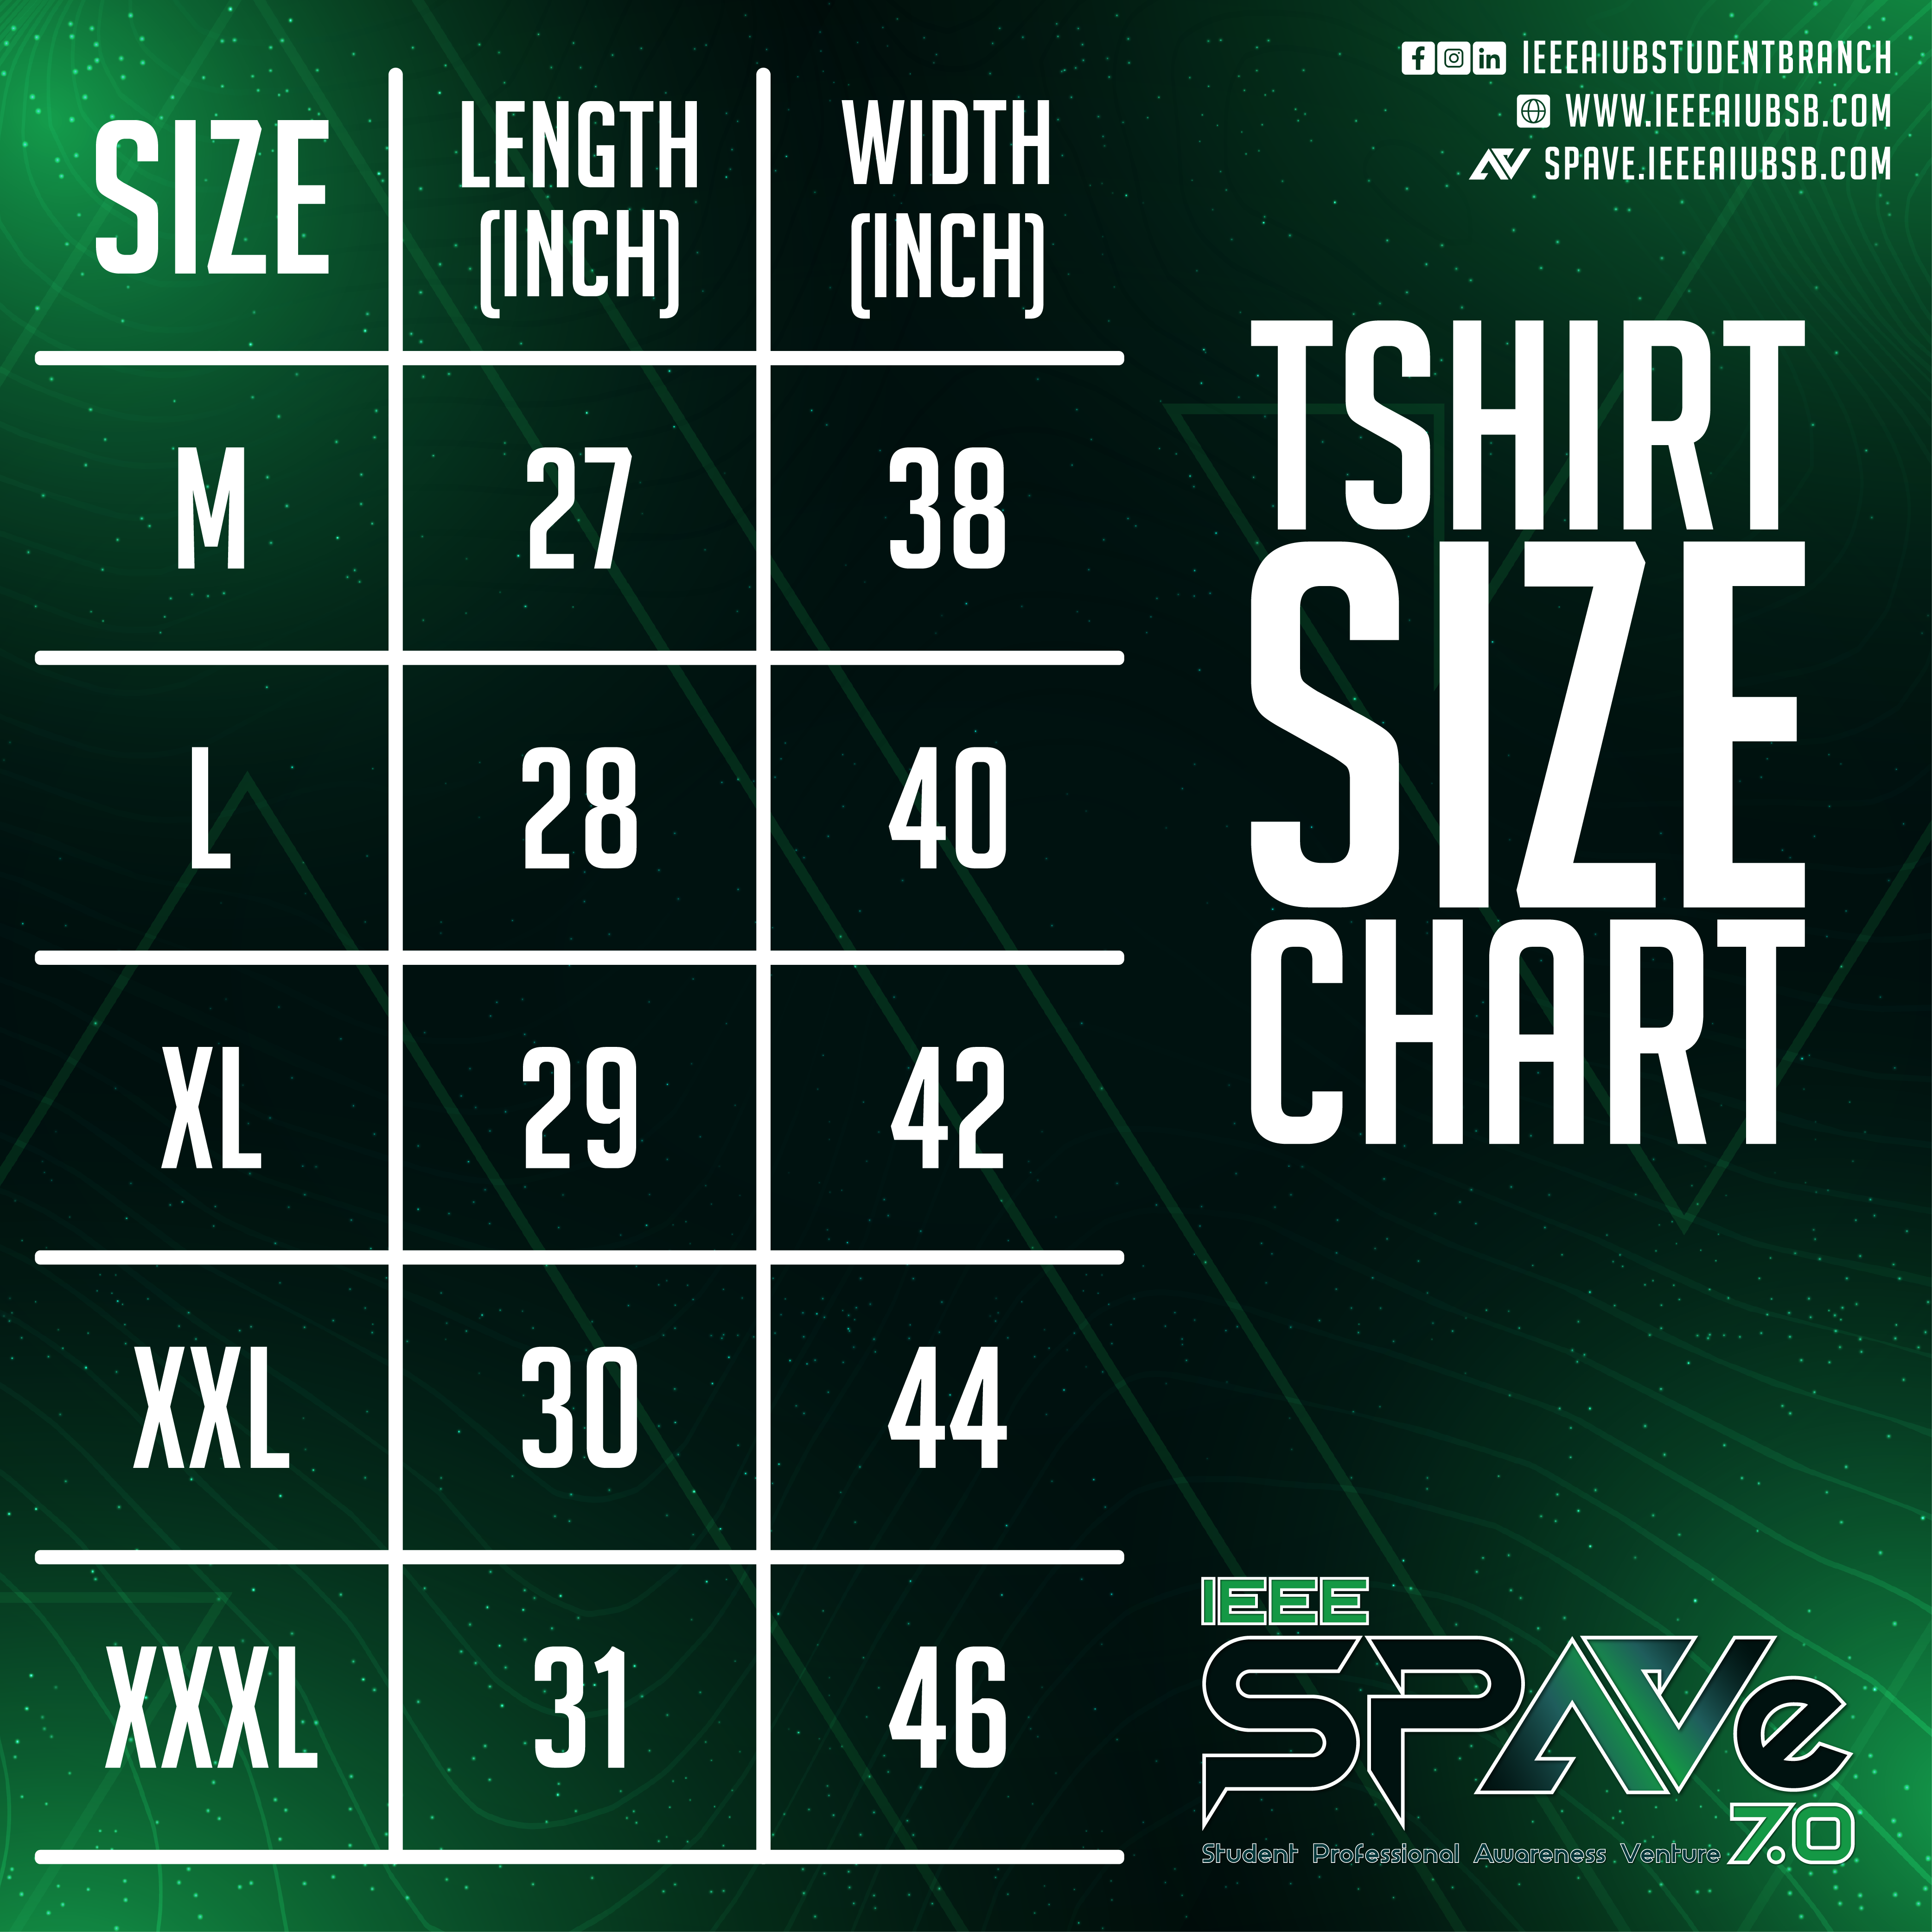 IEEEAIUBSTUDENTBRANCH
WWW.IEEEAIUBSB.COM
SPAVE.IEEEAIUBSB.COM
SIZE LENGTH (INCH) WIDTH (INCH)
M 27 38
L 28 40
XL 29 42
XXL 30 44
XXXL 31 46
TSHIRT
SIZE
CHART
IEEE
SPAVe
7.0
Student Professional Awareness Venture